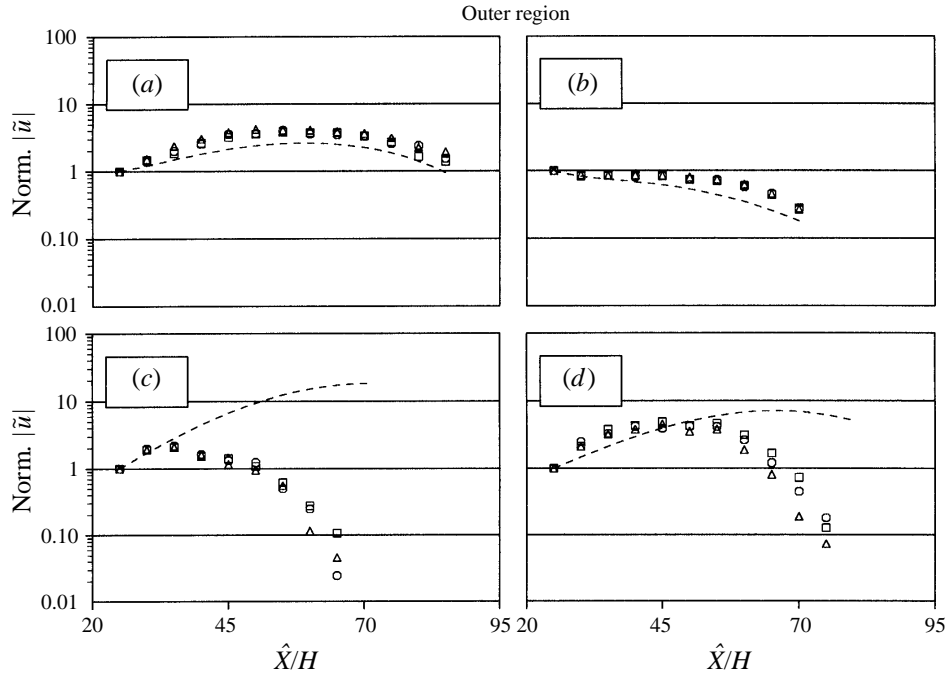 Outer region
100
10
1
0.10
0.01
Norm. |ũ|
(a)
(b)
100
10
1
0.10
0.01
Norm. |ũ|
(c)
(d)
20 45 70 95
20 45 70 95
X̂/H
X̂/H